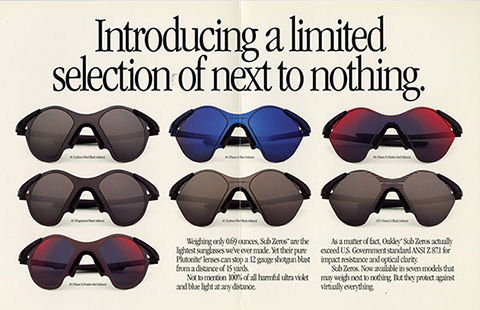 Introducing a limited
selection of next to nothing.
Weighing only 0.69 ounces, Sub Zeros™ are the
lightest sunglasses we've ever made. Yet their pure
Plutonite® lenses can stop a 12 gauge shotgun blast
from a distance of 15 yards.
Not to mention 100% of all harmful ultra violet
and blue light at any distance.
As a matter of fact, Oakley® Sub Zeros actually
exceed U.S. Government standard ANSI Z-87.1 for
impact resistance and optical clarity.
Sub Zeros. Now available in seven models that
may weigh next to nothing. But they protect against
virtually everything.